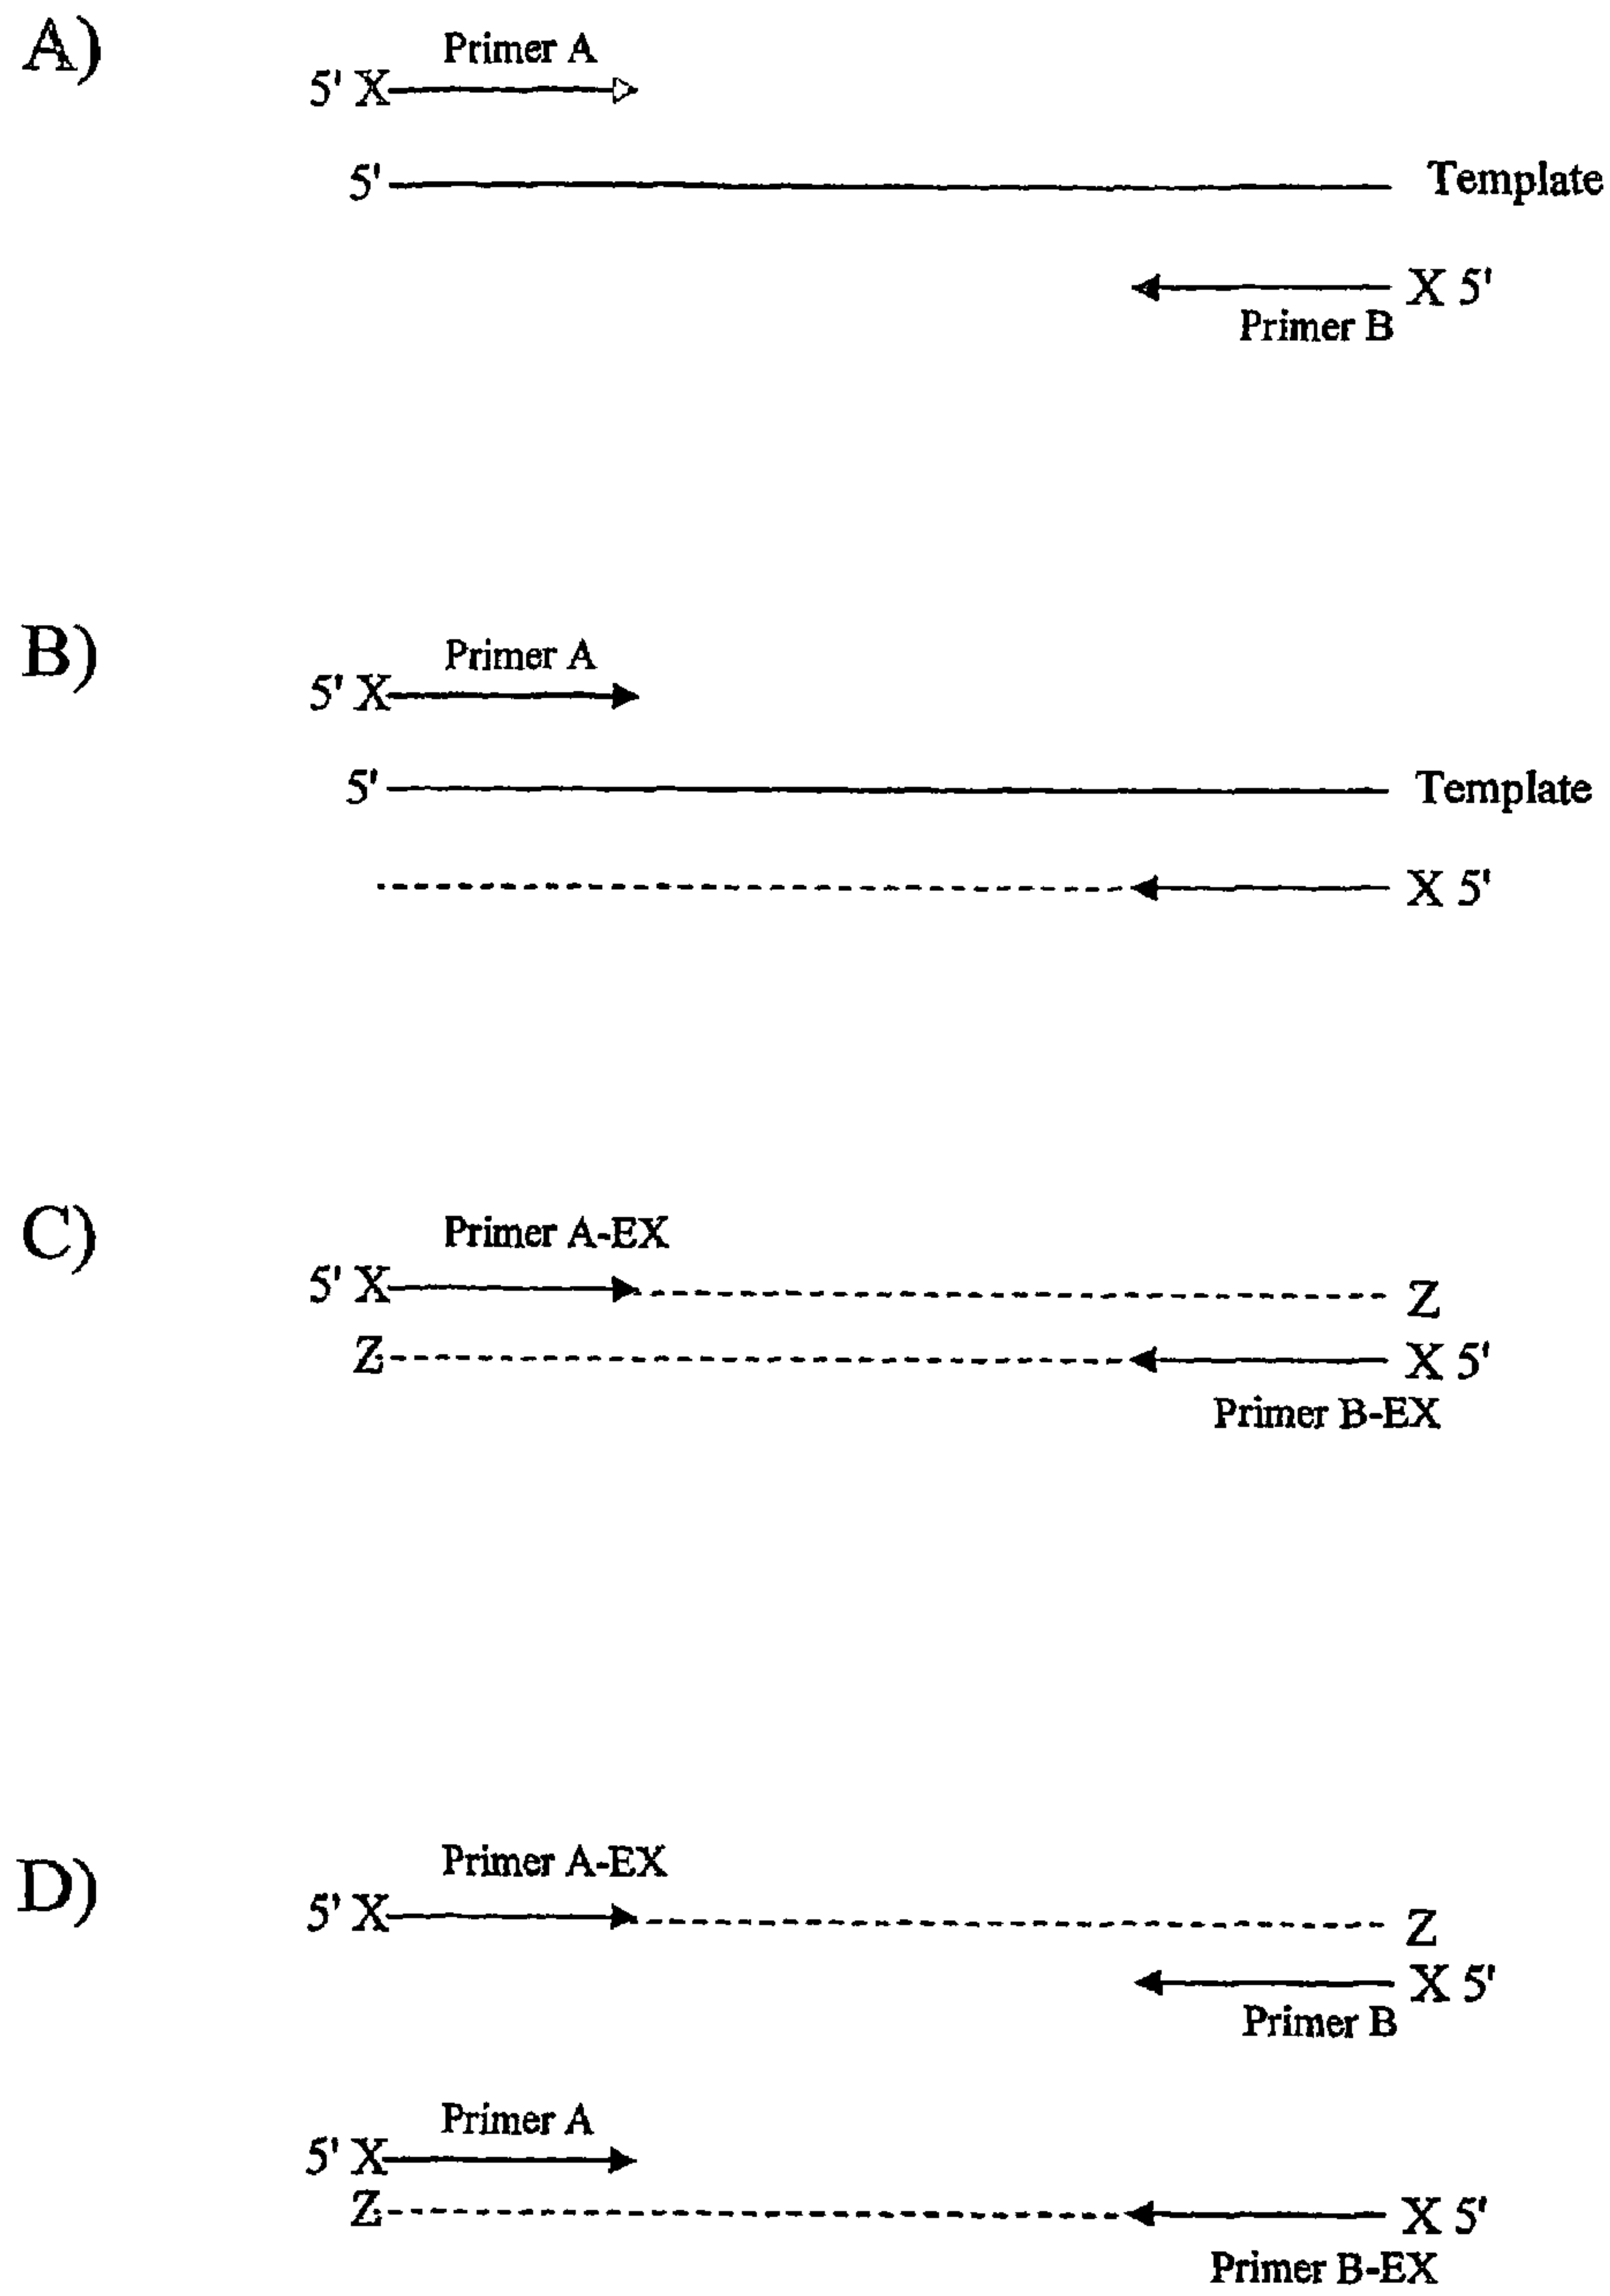 A)
Primer A
5' X
5' Template
X 5'
Primer B
B)
Primer A
5' X
5' Template
X 5'
C)
Primer A-EX
5' X Z
Z X 5'
Primer B-EX
D)
Primer A-EX
5' X Z
X 5'
Primer B
Primer A
5' X
Z X 5'
Primer B-EX